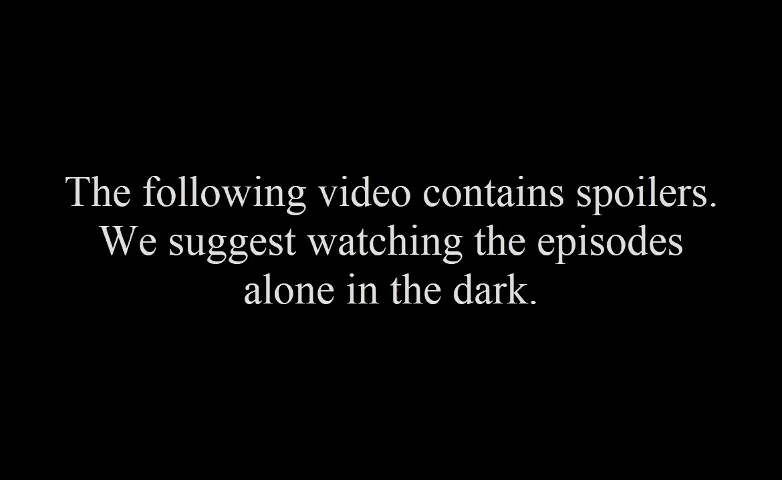 The following video contains spoilers.
We suggest watching the episodes
alone in the dark.